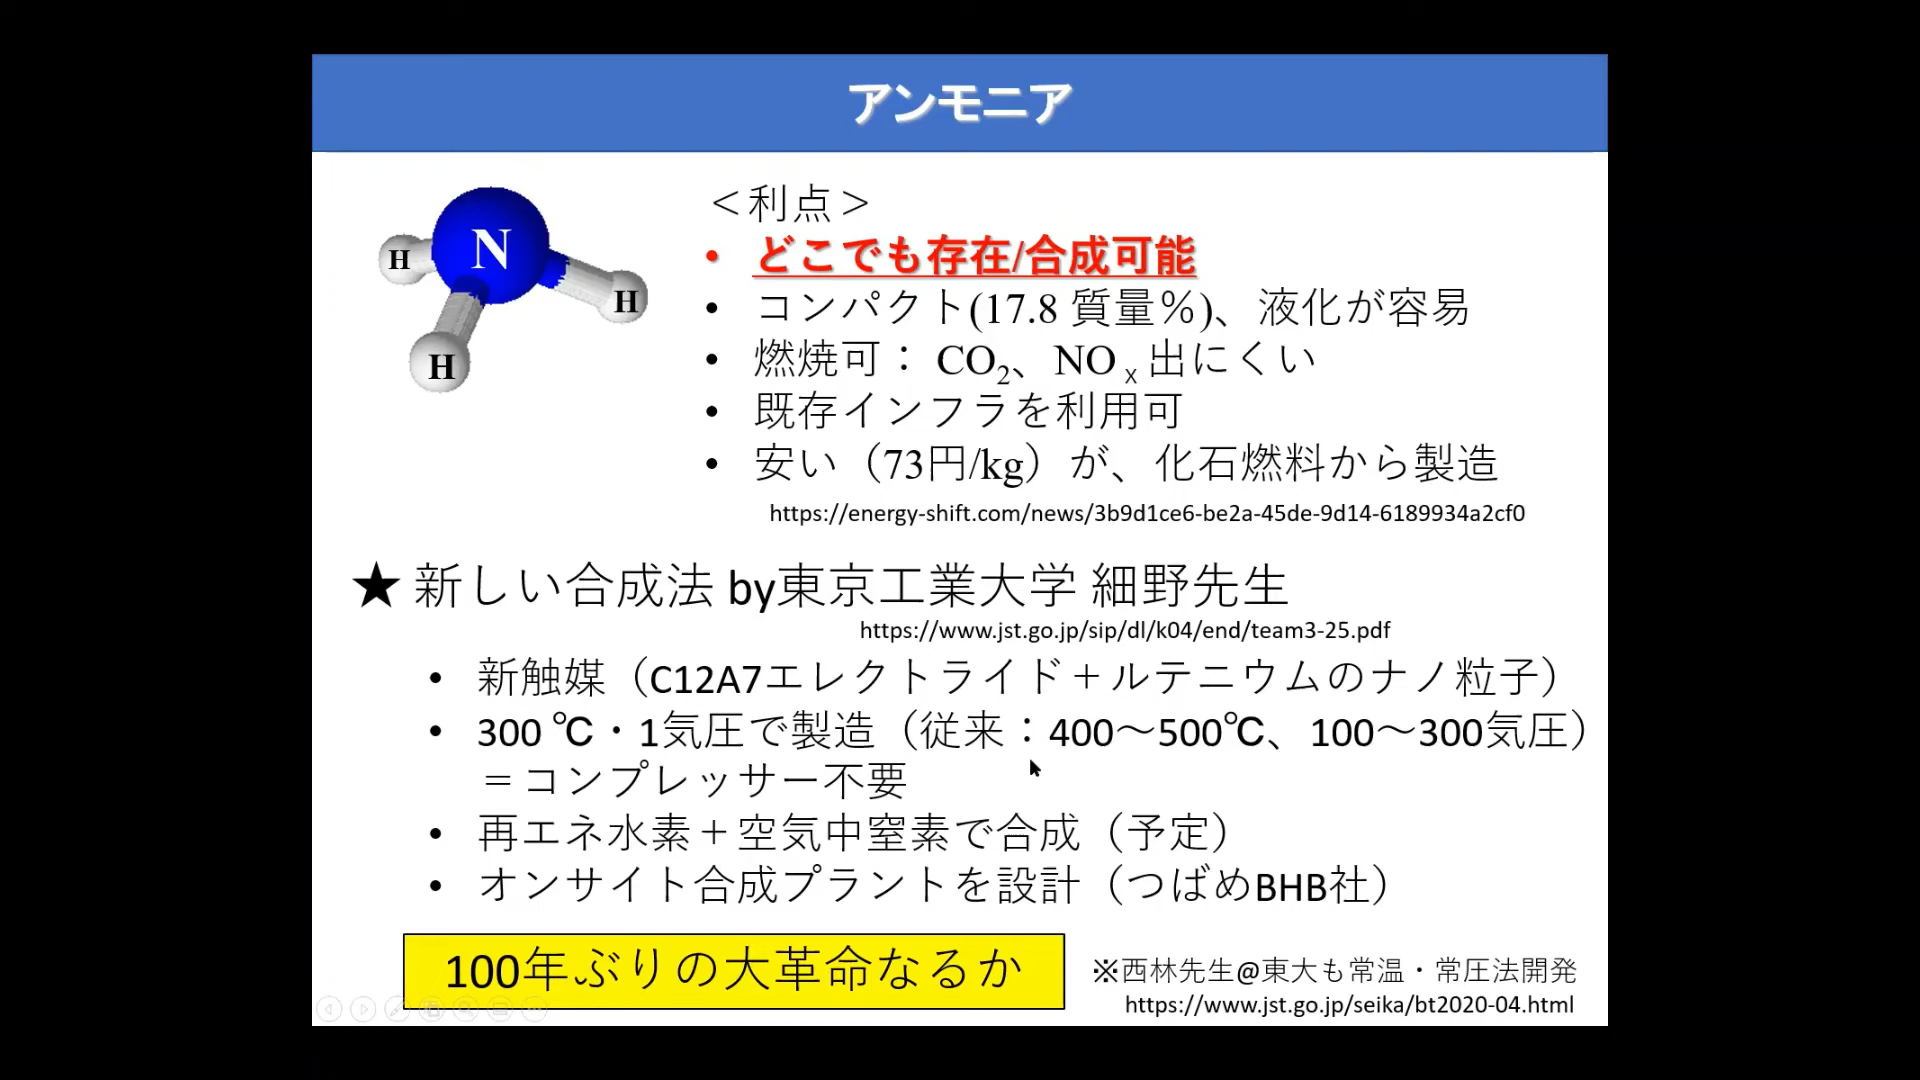 アンモニア
N
H
H
H
＜利点＞
• どこでも存在/合成可能
• コンパクト(17.8 質量％)、液化が容易
• 燃焼可： CO₂、NO ₓ 出にくい
• 既存インフラを利用可
• 安い（73円/kg）が、化石燃料から製造
https://energy-shift.com/news/3b9d1ce6-be2a-45de-9d14-6189934a2cf0
★ 新しい合成法 by東京工業大学 細野先生
https://www.jst.go.jp/sip/dl/k04/end/team3-25.pdf
• 新触媒（C12A7エレクトライド＋ルテニウムのナノ粒子）
• 300 ℃・1気圧で製造（従来：400～500℃、100～300気圧）
＝コンプレッサー不要
• 再エネ水素＋空気中窒素で合成（予定）
• オンサイト合成プラントを設計（つばめBHB社）
100年ぶりの大革命なるか
※西林先生@東大も常温・常圧法開発
https://www.jst.go.jp/seika/bt2020-04.html